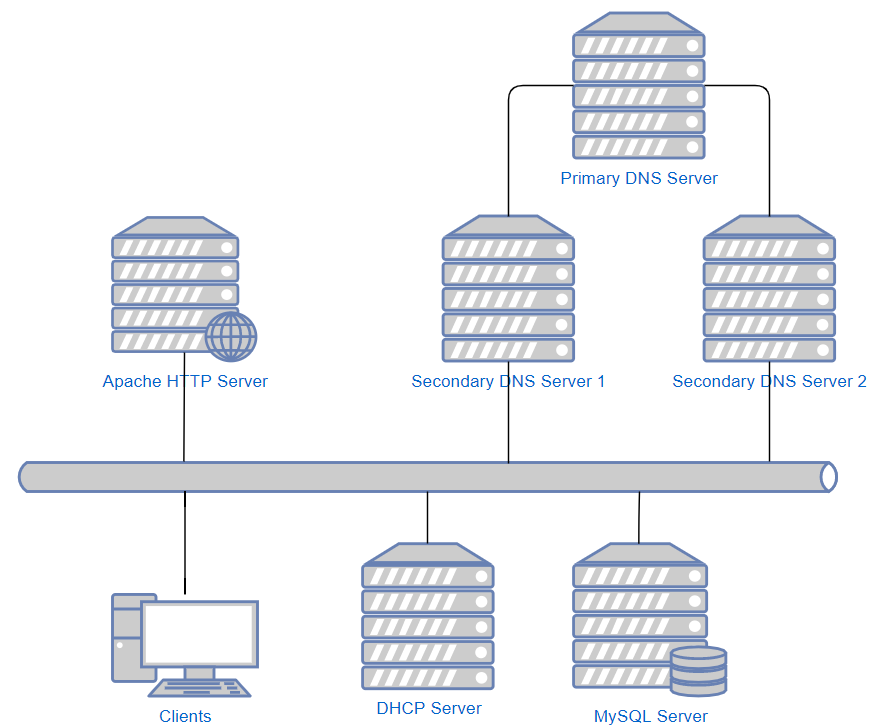 Primary DNS Server
Apache HTTP Server
Secondary DNS Server 1
Secondary DNS Server 2
Clients
DHCP Server
MySQL Server